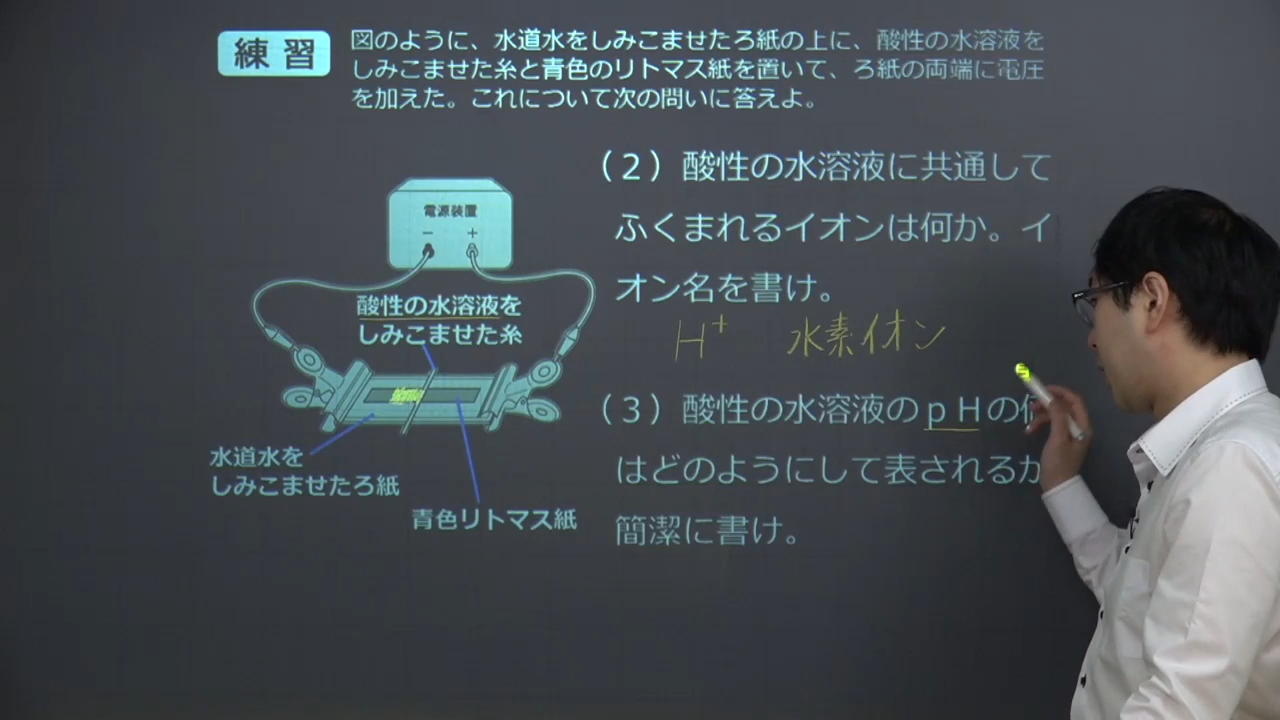 練習
図のように、水道水をしみこませたろ紙の上に、酸性の水溶液を
しみこませた糸と青色のリトマス紙を置いて、ろ紙の両端に電圧
を加えた。これについて次の問いに答えよ。
電源装置
− ＋
酸性の水溶液を
しみこませた糸
水道水を
しみこませたろ紙
青色リトマス紙
（２）酸性の水溶液に共通して
ふくまれるイオンは何か。イ
オン名を書け。
H⁺ 水素イオン
（３）酸性の水溶液のｐＨの
はどのようにして表されるか
簡潔に書け。